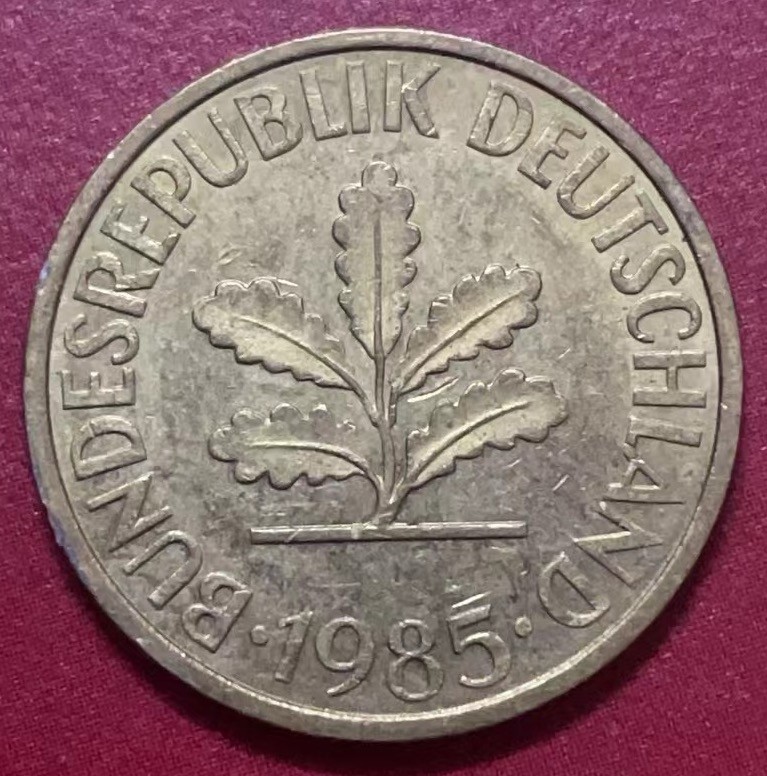 BUNDESREPUBLIK DEUTSCHLAND
· 1985 ·